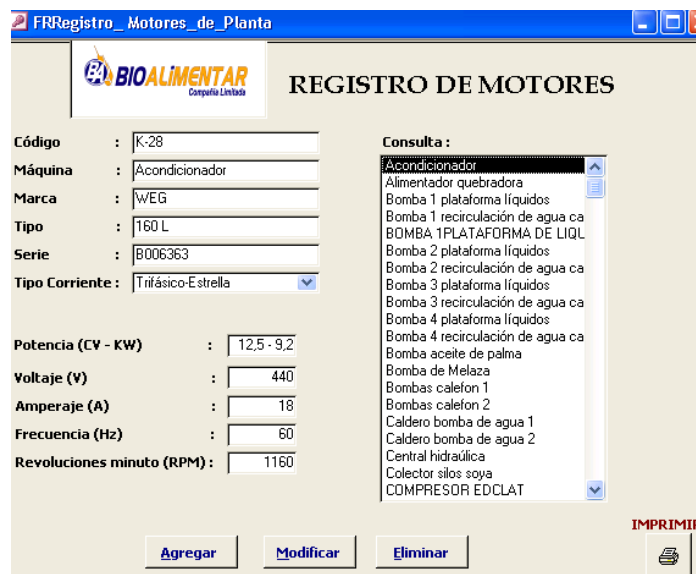 FRRegistro_ Motores_de_Planta
BIOALiMENTAR
Compañía Limitada
REGISTRO DE MOTORES
Código : K-28
Máquina : Acondicionador
Marca : WEG
Tipo : 160 L
Serie : B006363
Tipo Corriente : Trifásico-Estrella
Potencia (CV - KW) : 12,5 - 9,2
Voltaje (V) : 440
Amperaje (A) : 18
Frecuencia (Hz) : 60
Revoluciones minuto (RPM) : 1160
Consulta :
Acondicionador
Alimentador quebradora
Bomba 1 plataforma líquidos
Bomba 1 recirculación de agua ca
BOMBA 1PLATAFORMA DE LIQL
Bomba 2 plataforma líquidos
Bomba 2 recirculación de agua ca
Bomba 3 plataforma líquidos
Bomba 3 recirculación de agua ca
Bomba 4 plataforma líquidos
Bomba 4 recirculación de agua ca
Bomba aceite de palma
Bomba de Melaza
Bombas calefon 1
Bombas calefon 2
Caldero bomba de agua 1
Caldero bomba de agua 2
Central hidraúlica
Colector silos soya
COMPRESOR EDCLAT
IMPRIMIR
Agregar Modificar Eliminar